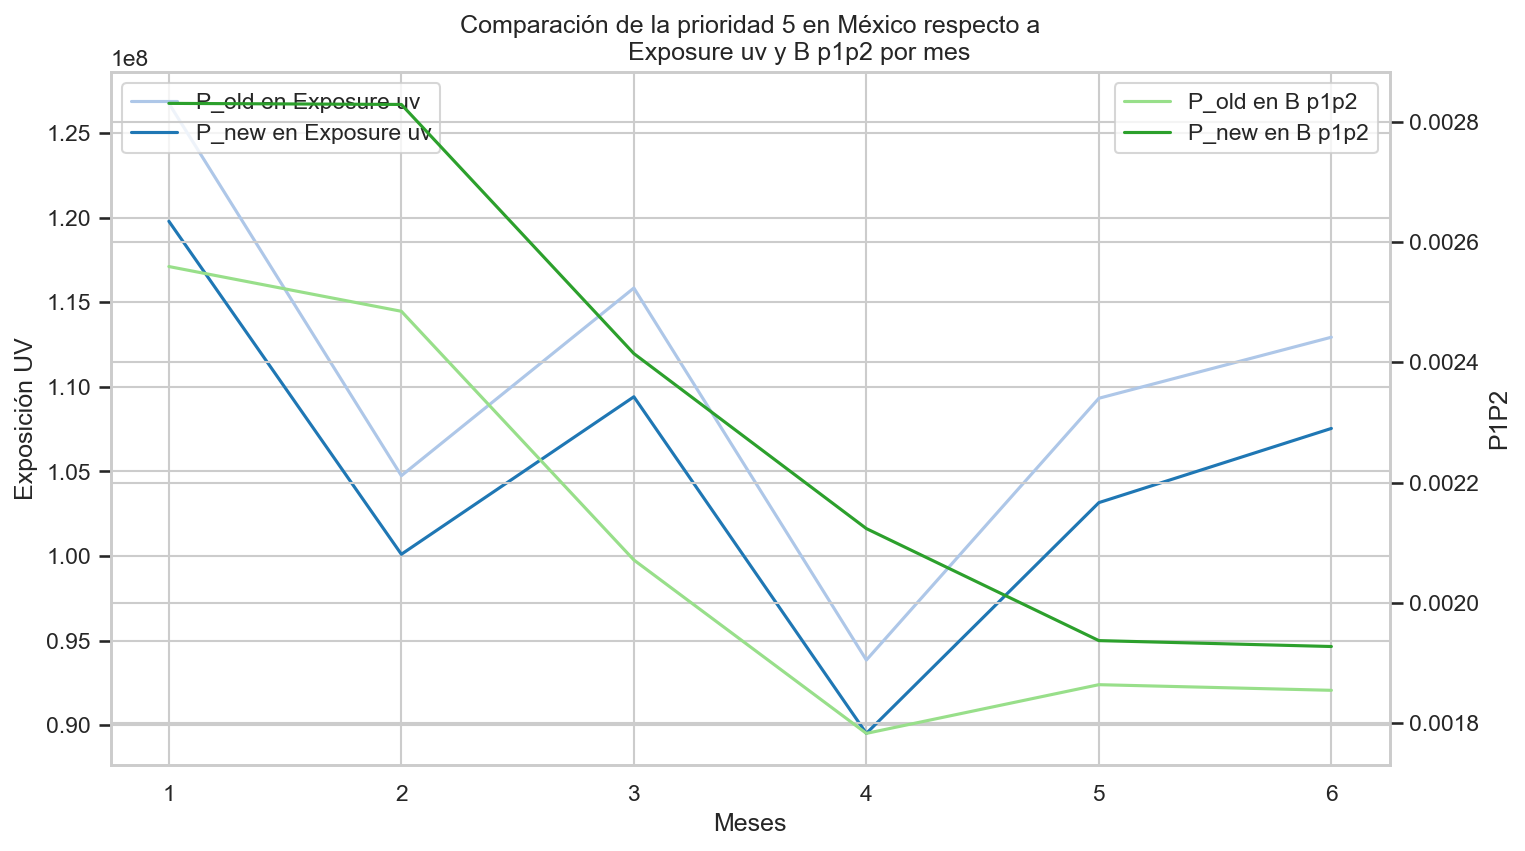 Comparación de la prioridad 5 en México respecto a
Exposure uv y B p1p2 por mes
1e8
P_old en Exposure uv
P_new en Exposure uv
P_old en B p1p2
P_new en B p1p2
1.25
1.20
1.15
1.10
1.05
1.00
0.95
0.90
Exposición UV
0.0028
0.0026
0.0024
0.0022
0.0020
0.0018
P1P2
1 2 3 4 5 6
Meses